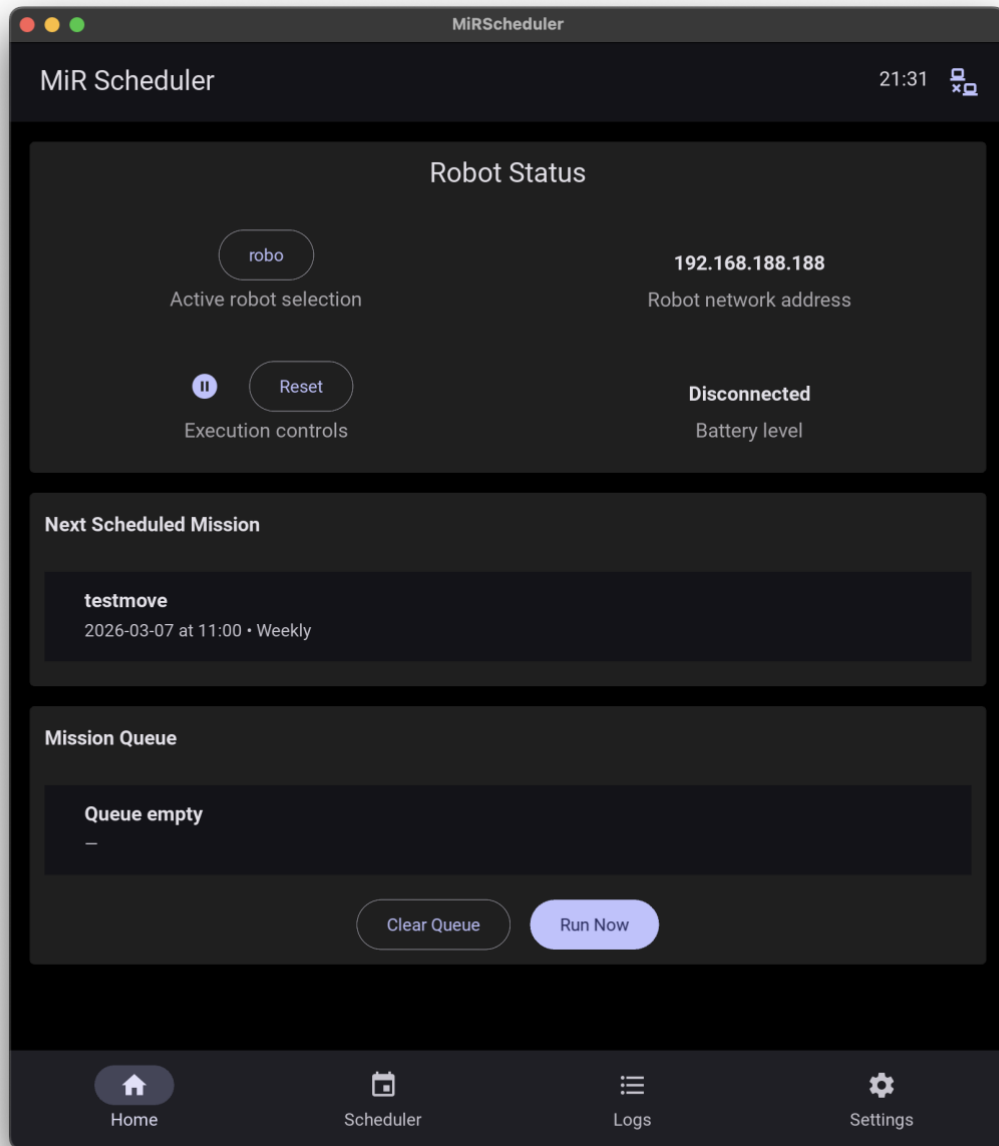 MiRScheduler
MiR Scheduler
21:31
Robot Status
robo
Active robot selection
192.168.188.188
Robot network address
Reset
Execution controls
Disconnected
Battery level
Next Scheduled Mission
testmove
2026-03-07 at 11:00 • Weekly
Mission Queue
Queue empty
—
Clear Queue
Run Now
Home
Scheduler
Logs
Settings